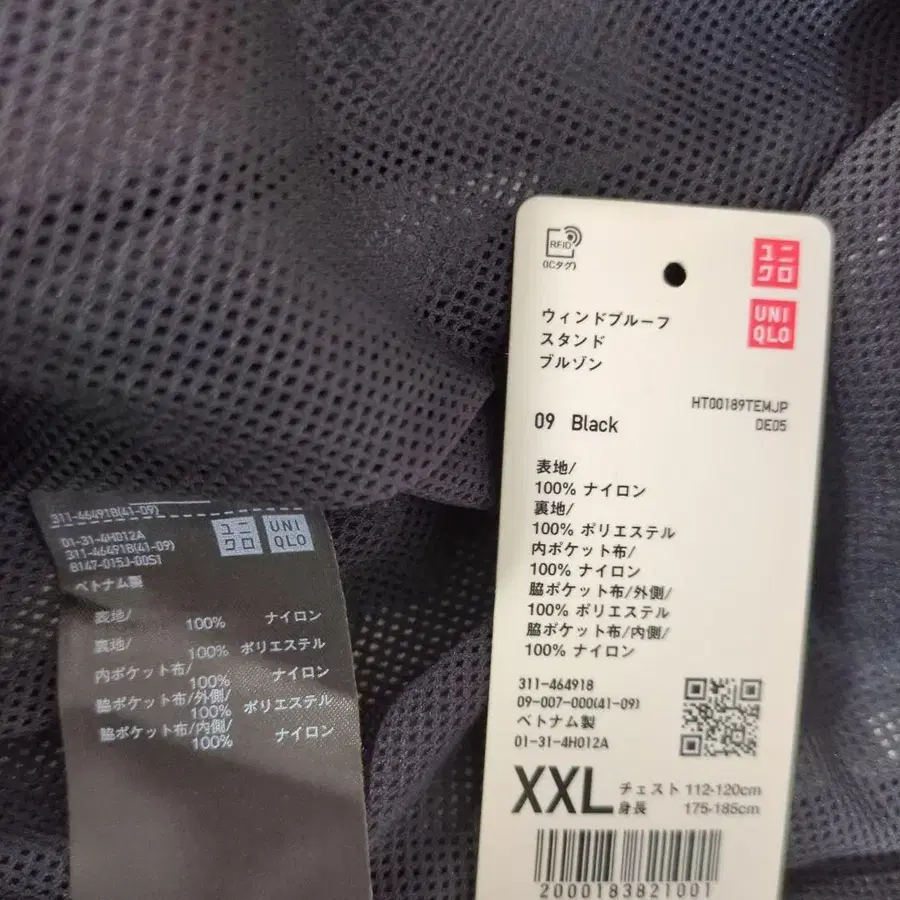 311-464918(41-09)
01-31-4H012A
311-464918(41-09)
8147-015J-00S1
ベトナム製
ユニ
クロ
UNI
QLO
表地/
100% ナイロン
裏地/
100% ポリエステル
内ポケット布/
100% ナイロン
脇ポケット布/外側/
100% ポリエステル
脇ポケット布/内側/
100% ナイロン
RFID
(ICタグ)
ユニ
クロ
UNI
QLO
ウィンドプルーフ
スタンド
ブルゾン
HT00189TEMJP
DE05
09 Black
表地/
100% ナイロン
裏地/
100% ポリエステル
内ポケット布/
100% ナイロン
脇ポケット布/外側/
100% ポリエステル
脇ポケット布/内側/
100% ナイロン
311-464918
09-007-000(41-09)
ベトナム製
01-31-4H012A
XXL
チェスト 112-120cm
身長 175-185cm
2000183821001